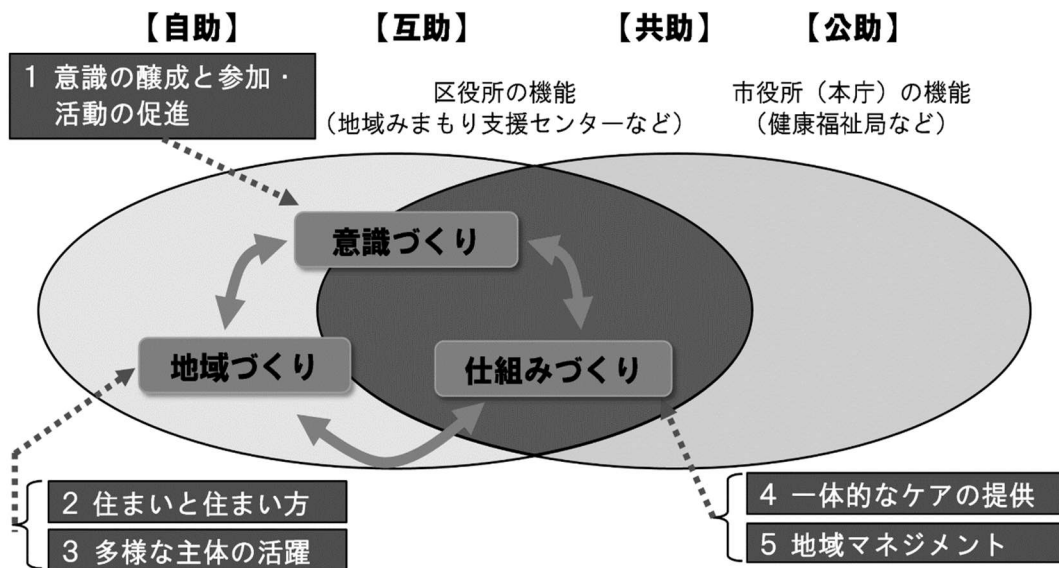 【自助】
【互助】
【共助】
【公助】
1 意識の醸成と参加・
活動の促進
区役所の機能
(地域みまもり支援センターなど)
市役所(本庁)の機能
(健康福祉局など)
意識づくり
地域づくり
仕組みづくり
2 住まいと住まい方
3 多様な主体の活躍
4 一体的なケアの提供
5 地域マネジメント